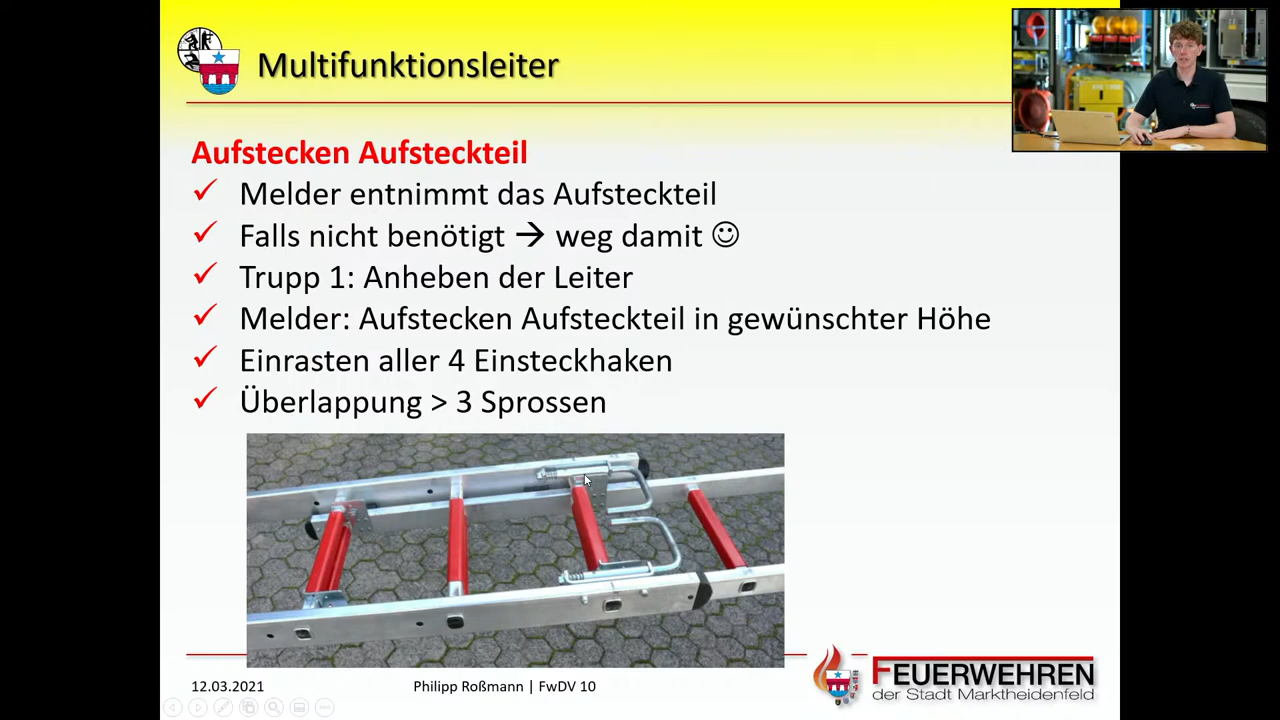 Multifunktionsleiter
Aufstecken Aufsteckteil
✓ Melder entnimmt das Aufsteckteil
✓ Falls nicht benötigt → weg damit ☺
✓ Trupp 1: Anheben der Leiter
✓ Melder: Aufstecken Aufsteckteil in gewünschter Höhe
✓ Einrasten aller 4 Einsteckhaken
✓ Überlappung > 3 Sprossen
12.03.2021
Philipp Roßmann | FwDV 10
FEUERWEHREN
der Stadt Marktheidenfeld